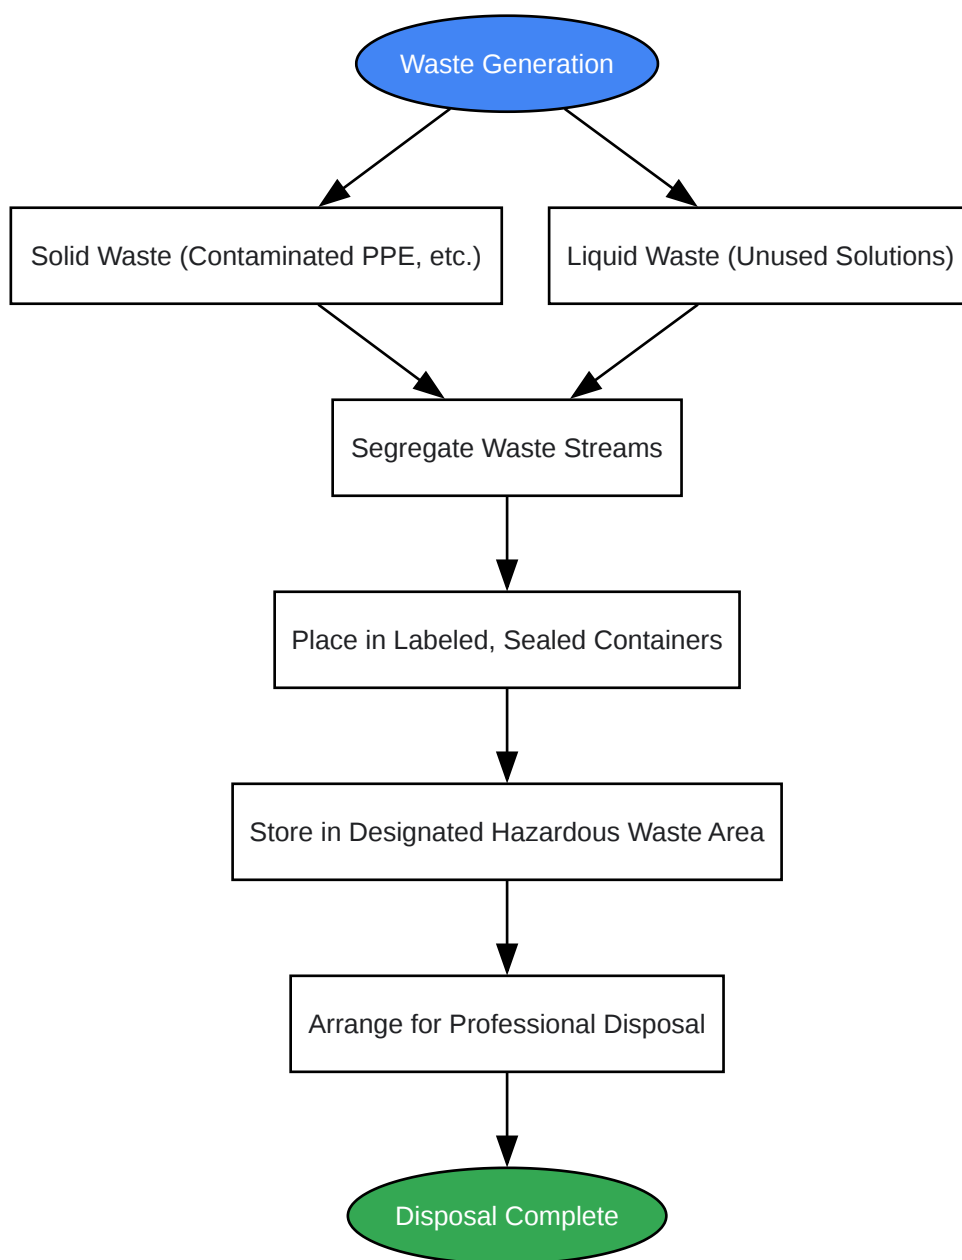 Waste Generation
Solid Waste (Contaminated PPE, etc.)
Liquid Waste (Unused Solutions)
Segregate Waste Streams
Place in Labeled, Sealed Containers
Store in Designated Hazardous Waste Area
Arrange for Professional Disposal
Disposal Complete